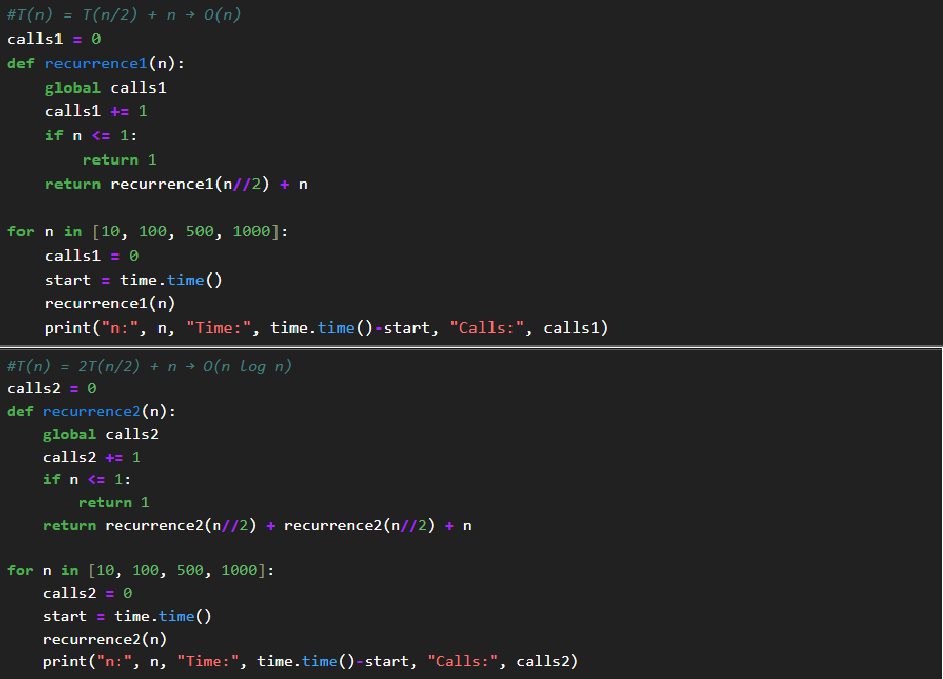 #T(n) = T(n/2) + n → O(n)
calls1 = 0
def recurrence1(n):
    global calls1
    calls1 += 1
    if n <= 1:
        return 1
    return recurrence1(n//2) + n

for n in [10, 100, 500, 1000]:
    calls1 = 0
    start = time.time()
    recurrence1(n)
    print("n:", n, "Time:", time.time()-start, "Calls:", calls1)
#T(n) = 2T(n/2) + n → O(n log n)
calls2 = 0
def recurrence2(n):
    global calls2
    calls2 += 1
    if n <= 1:
        return 1
    return recurrence2(n//2) + recurrence2(n//2) + n

for n in [10, 100, 500, 1000]:
    calls2 = 0
    start = time.time()
    recurrence2(n)
    print("n:", n, "Time:", time.time()-start, "Calls:", calls2)